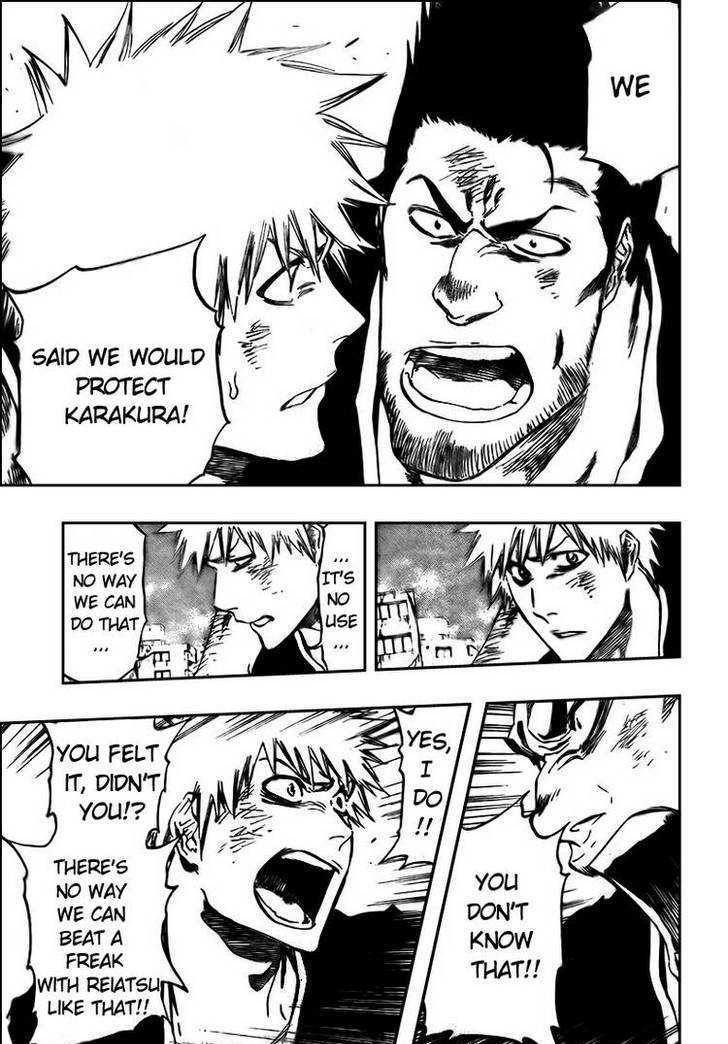 WE
SAID WE WOULD
PROTECT
KARAKURA!
...
IT'S
NO
USE
...
THERE'S
NO WAY
WE CAN
DO THAT
...
YOU
DON'T
KNOW
THAT!!
YES,
I
DO
!!
YOU FELT
IT, DIDN'T
YOU!?
THERE'S
NO WAY
WE CAN
BEAT A
FREAK
WITH REIATSU
LIKE THAT!!